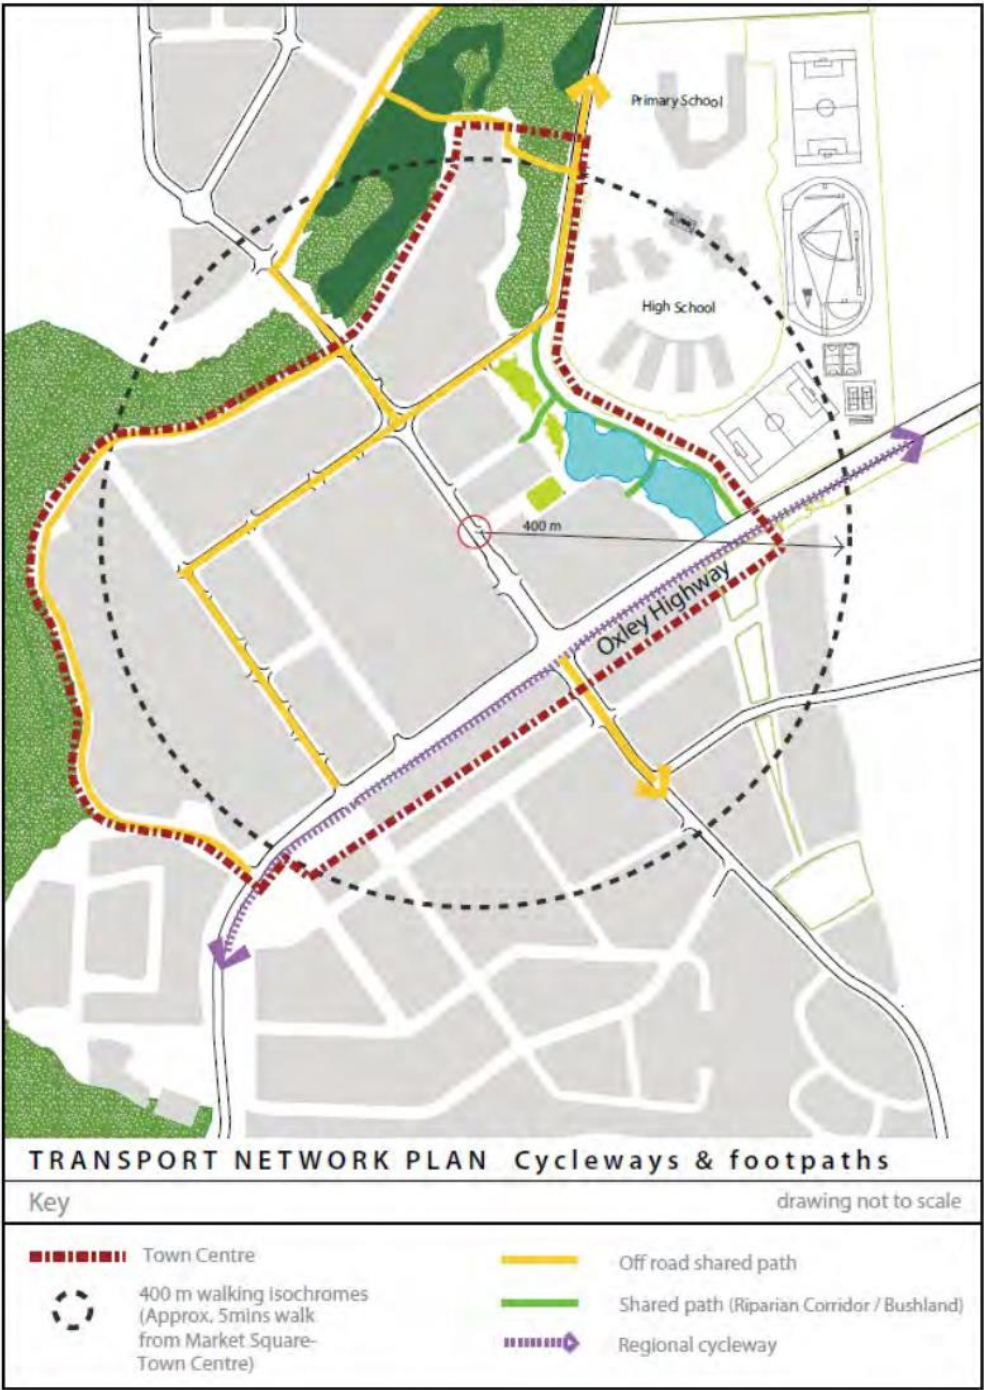 Primary School
High School
400 m
Oxley Highway
TRANSPORT NETWORK PLAN Cycleways & footpaths
Key
drawing not to scale
Town Centre
400 m walking isochromes
(Approx. 5mins walk
from Market Square-
Town Centre)
Off road shared path
Shared path (Riparian Corridor / Bushland)
Regional cycleway